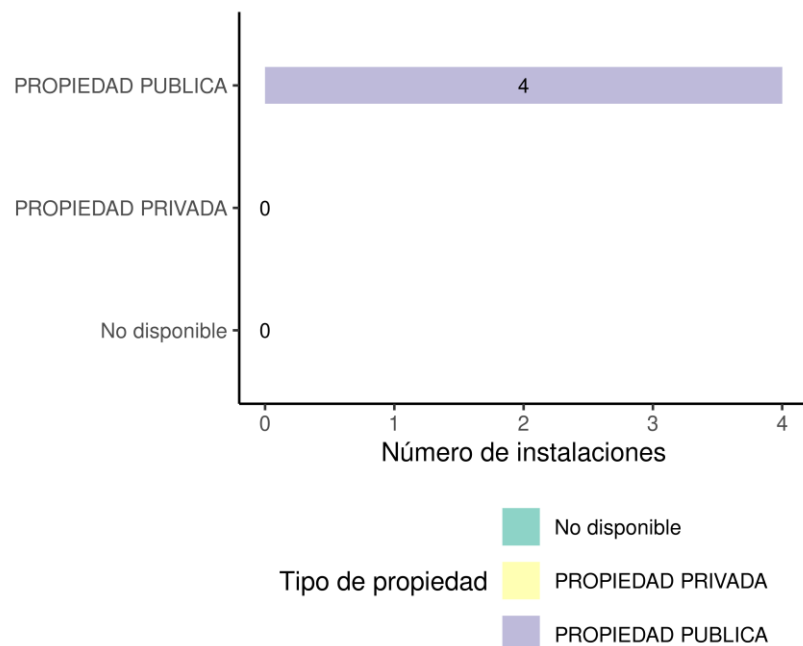 PROPIEDAD PUBLICA
4
PROPIEDAD PRIVADA
0
No disponible
0
0 1 2 3 4
Número de instalaciones
Tipo de propiedad
No disponible
PROPIEDAD PRIVADA
PROPIEDAD PUBLICA